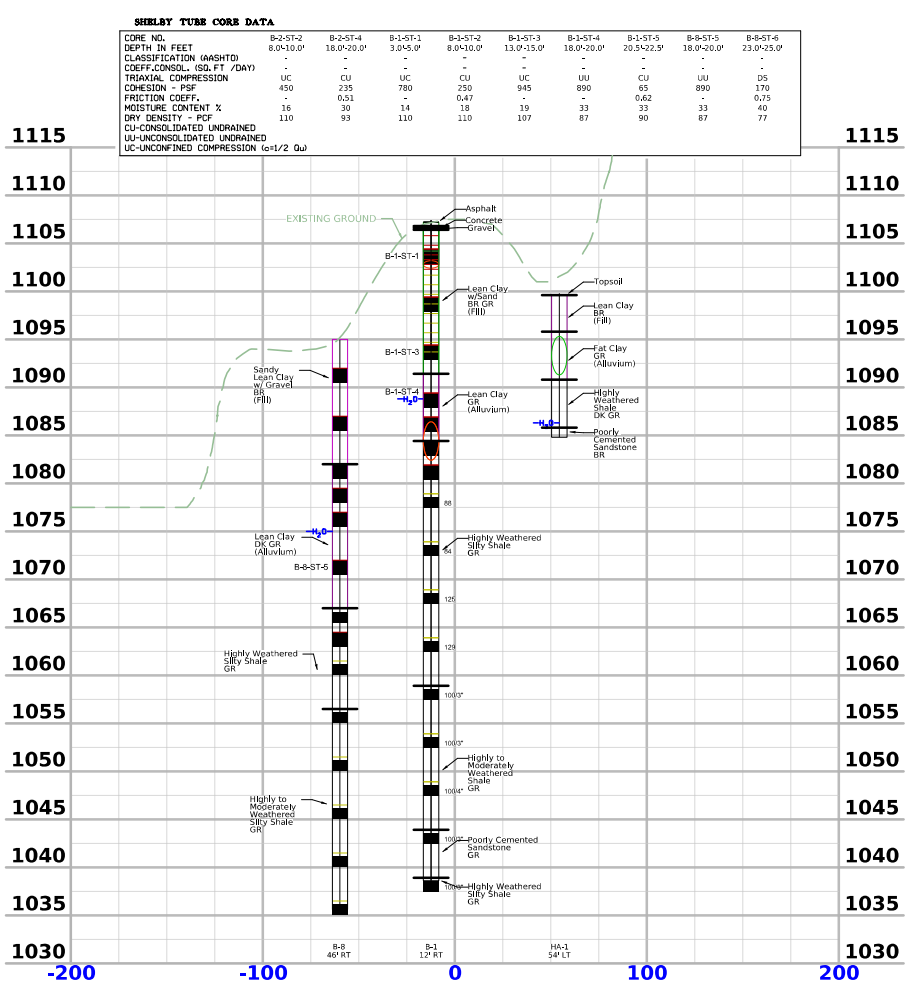 SHELBY TUBE CORE DATA
CORE NO. B-2-ST-2 B-2-ST-4 B-1-ST-1 B-1-ST-2 B-1-ST-3 B-1-ST-4 B-1-ST-5 B-8-ST-5 B-8-ST-6
DEPTH IN FEET 8.0'-10.0' 18.0'-20.0' 3.0'-5.0' 8.0'-10.0' 13.0'-15.0' 18.0'-20.0' 20.5'-22.5' 18.0'-20.0' 23.0'-25.0'
CLASSIFICATION (AASHTO) - - - - - - - - -
COEFF.CONSOL. (SQ.FT /DAY) - - - - - - - - -
TRIAXIAL COMPRESSION UC CU UC CU UC UU CU UU DS
COHESION - PSF 450 235 780 250 945 890 65 890 170
FRICTION COEFF. - 0.51 - 0.47 - - 0.62 - 0.75
MOISTURE CONTENT % 16 30 14 18 19 33 33 33 40
DRY DENSITY - PCF 110 93 110 110 107 87 90 87 77
CU-CONSOLIDATED UNDRAINED
UU-UNCONSOLIDATED UNDRAINED
UC-UNCONFINED COMPRESSION (c=1/2 Qu)
1115 1115
1110 1110
Asphalt
EXISTING GROUND
Concrete
Gravel
1105 1105
B-1-ST-1
1100 1100
Topsoil
Lean Clay
w/Sand
BR GR
(Fill)
Lean Clay
BR
(Fill)
1095 1095
B-1-ST-3
Fat Clay
GR
(Alluvium)
1090 1090
Sandy
Lean Clay
w/ Gravel
BR
(Fill)
B-1-ST-4
H2O
Lean Clay
GR
(Alluvium)
Highly
Weathered
Shale
DK GR
1085 1085
H2O
Poorly
Cemented
Sandstone
BR
1080 1080
88
1075 1075
H2O
Lean Clay
DK GR
(Alluvium)
Highly Weathered
Silty Shale
GR
1070 1070
B-8-ST-5
125
1065 1065
129
1060 1060
Highly Weathered
Silty Shale
GR
100/3"
1055 1055
100/3"
1050 1050
Highly to
Moderately
Weathered
Shale
GR
100/4"
1045 1045
Highly to
Moderately
Weathered
Silty Shale
GR
Poorly Cemented
Sandstone
GR
1040 1040
Highly Weathered
Silty Shale
GR
1035 1035
B-8 B-1 HA-1
46' RT 12' RT 54' LT
1030 1030
-200 -100 0 100 200